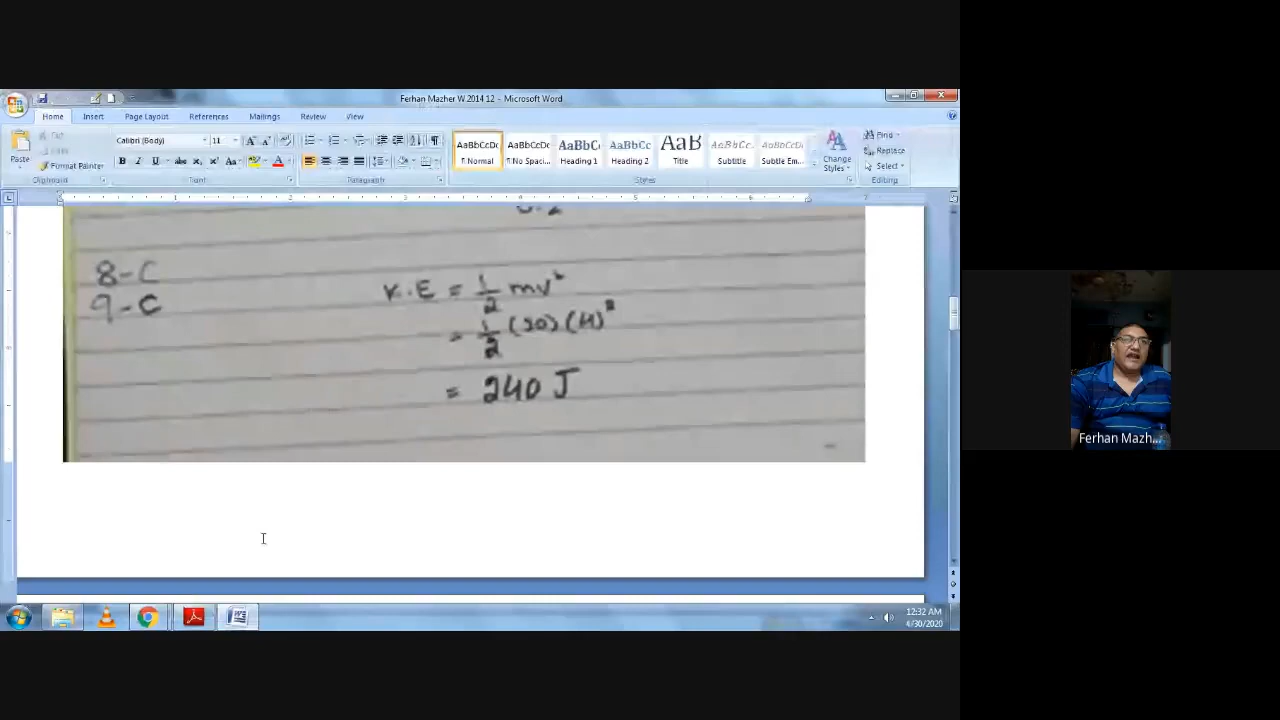 Ferhan Mazher W 2014 12 - Microsoft Word
Home Insert Page Layout References Mailings Review View
Paste
Cut
Copy
Format Painter
Clipboard
Calibri (Body) 11
Font
Paragraph
AaBbCcDc AaBbCcDc AaBbCc AaBbCc AaB AaBbCc. AaBbCcDc
¶ Normal ¶ No Spaci... Heading 1 Heading 2 Title Subtitle Subtle Em...
Change Styles
Styles
Find
Replace
Select
Editing
8-C
9-C
K.E = 1/2 mv²
= 1/2 (30) (4)²
= 240 J
Ferhan Mazh...
12:32 AM
4/30/2020